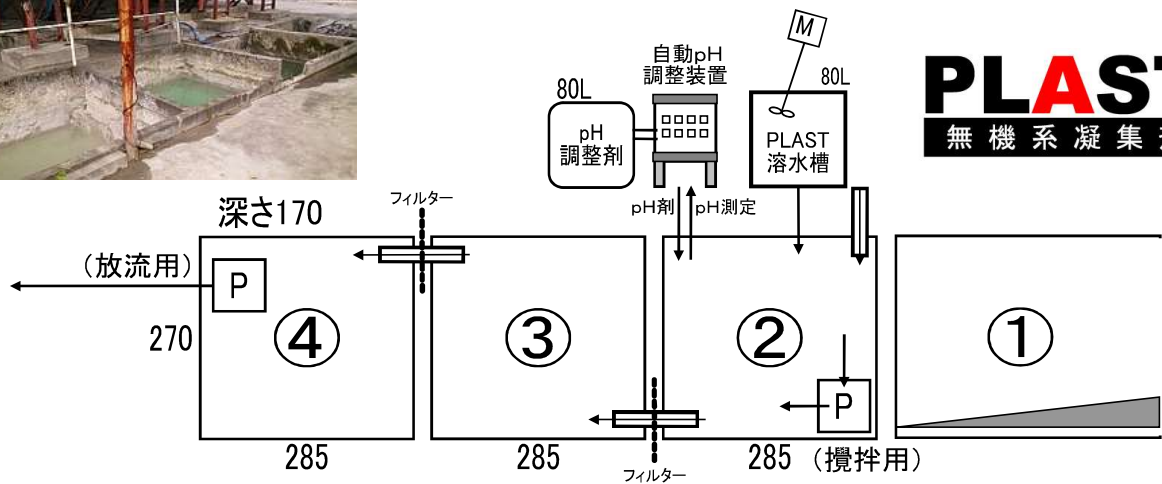 M
自動pH
調整装置
80L
80L
pH
調整剤
PLAST
溶水槽
PLAS
無機系凝集
フィルター
pH剤
pH測定
深さ170
(放流用)
P
270
④
③
②
①
P
285
285
285
(攪拌用)
フィルター